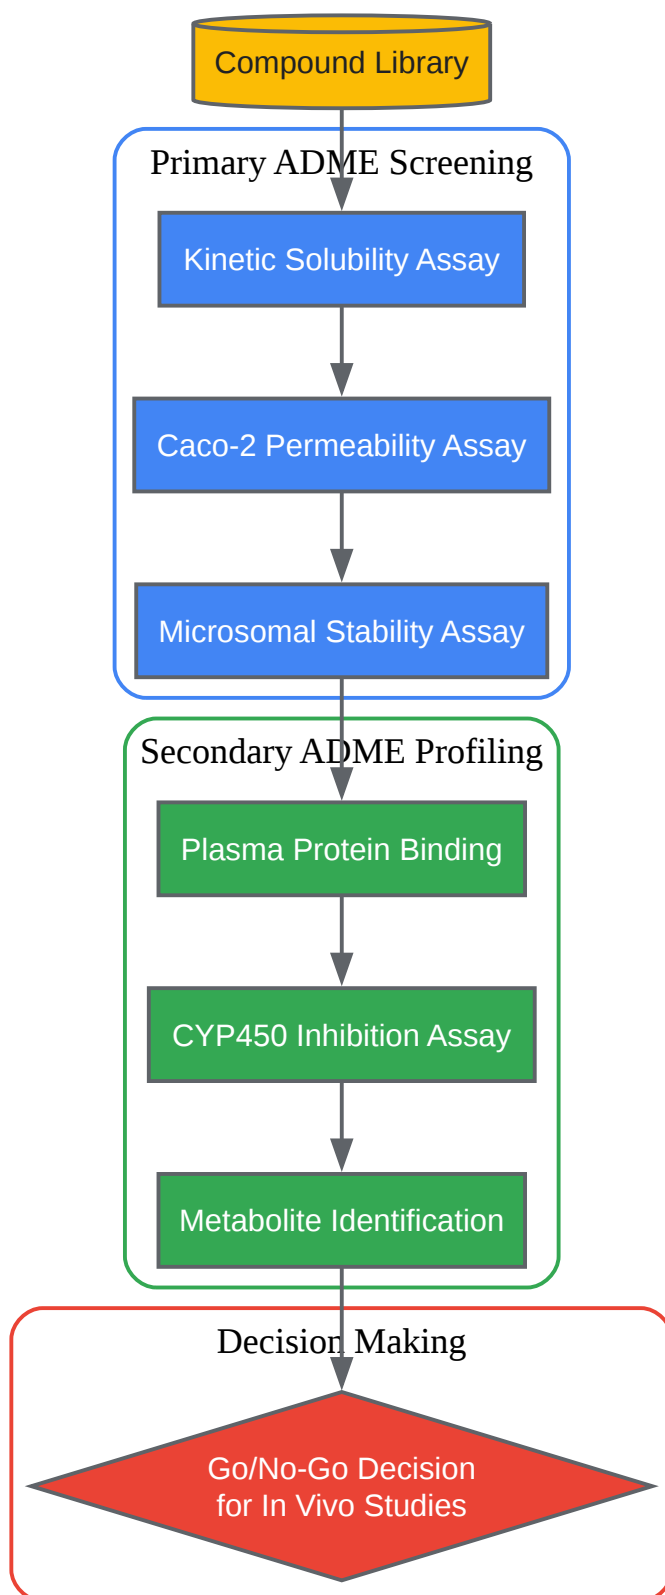 Compound Library
Primary ADME Screening
Kinetic Solubility Assay
Caco-2 Permeability Assay
Microsomal Stability Assay
Secondary ADME Profiling
Plasma Protein Binding
CYP450 Inhibition Assay
Metabolite Identification
Decision Making
Go/No-Go Decision
for In Vivo Studies